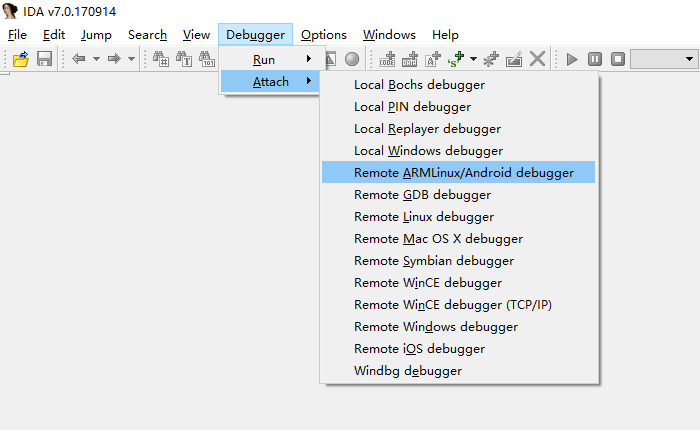 IDA v7.0.170914
File Edit Jump Search View Debugger Options Windows Help
Run
Attach
Local Bochs debugger
Local PIN debugger
Local Replayer debugger
Local Windows debugger
Remote ARMLinux/Android debugger
Remote GDB debugger
Remote Linux debugger
Remote Mac OS X debugger
Remote Symbian debugger
Remote WinCE debugger
Remote WinCE debugger (TCP/IP)
Remote Windows debugger
Remote iOS debugger
Windbg debugger